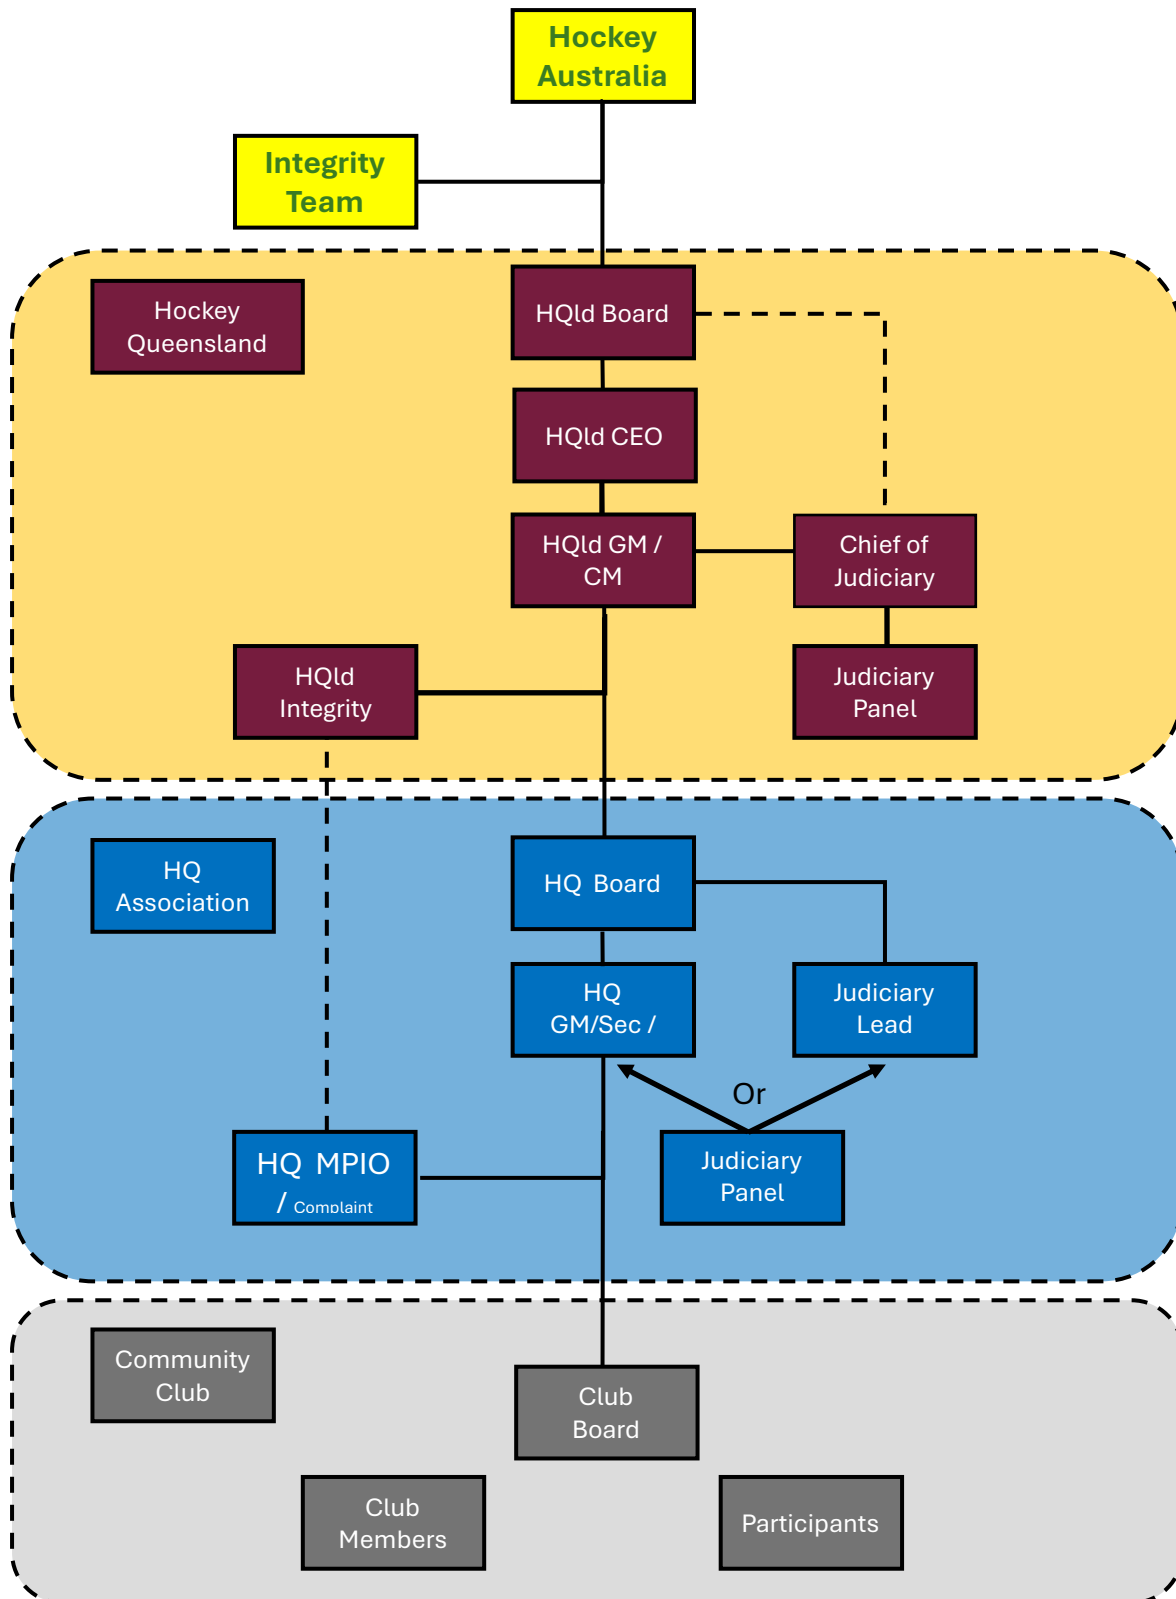 Hockey
Australia
Integrity
Team
Hockey
Queensland
HQld Board
HQld CEO
HQld GM /
CM
Chief of
Judiciary
HQld
Integrity
Judiciary
Panel
HQ
Association
HQ Board
HQ
GM/Sec /
Judiciary
Lead
Or
HQ MPIO
/ Complaint
Judiciary
Panel
Community
Club
Club
Board
Club
Members
Participants